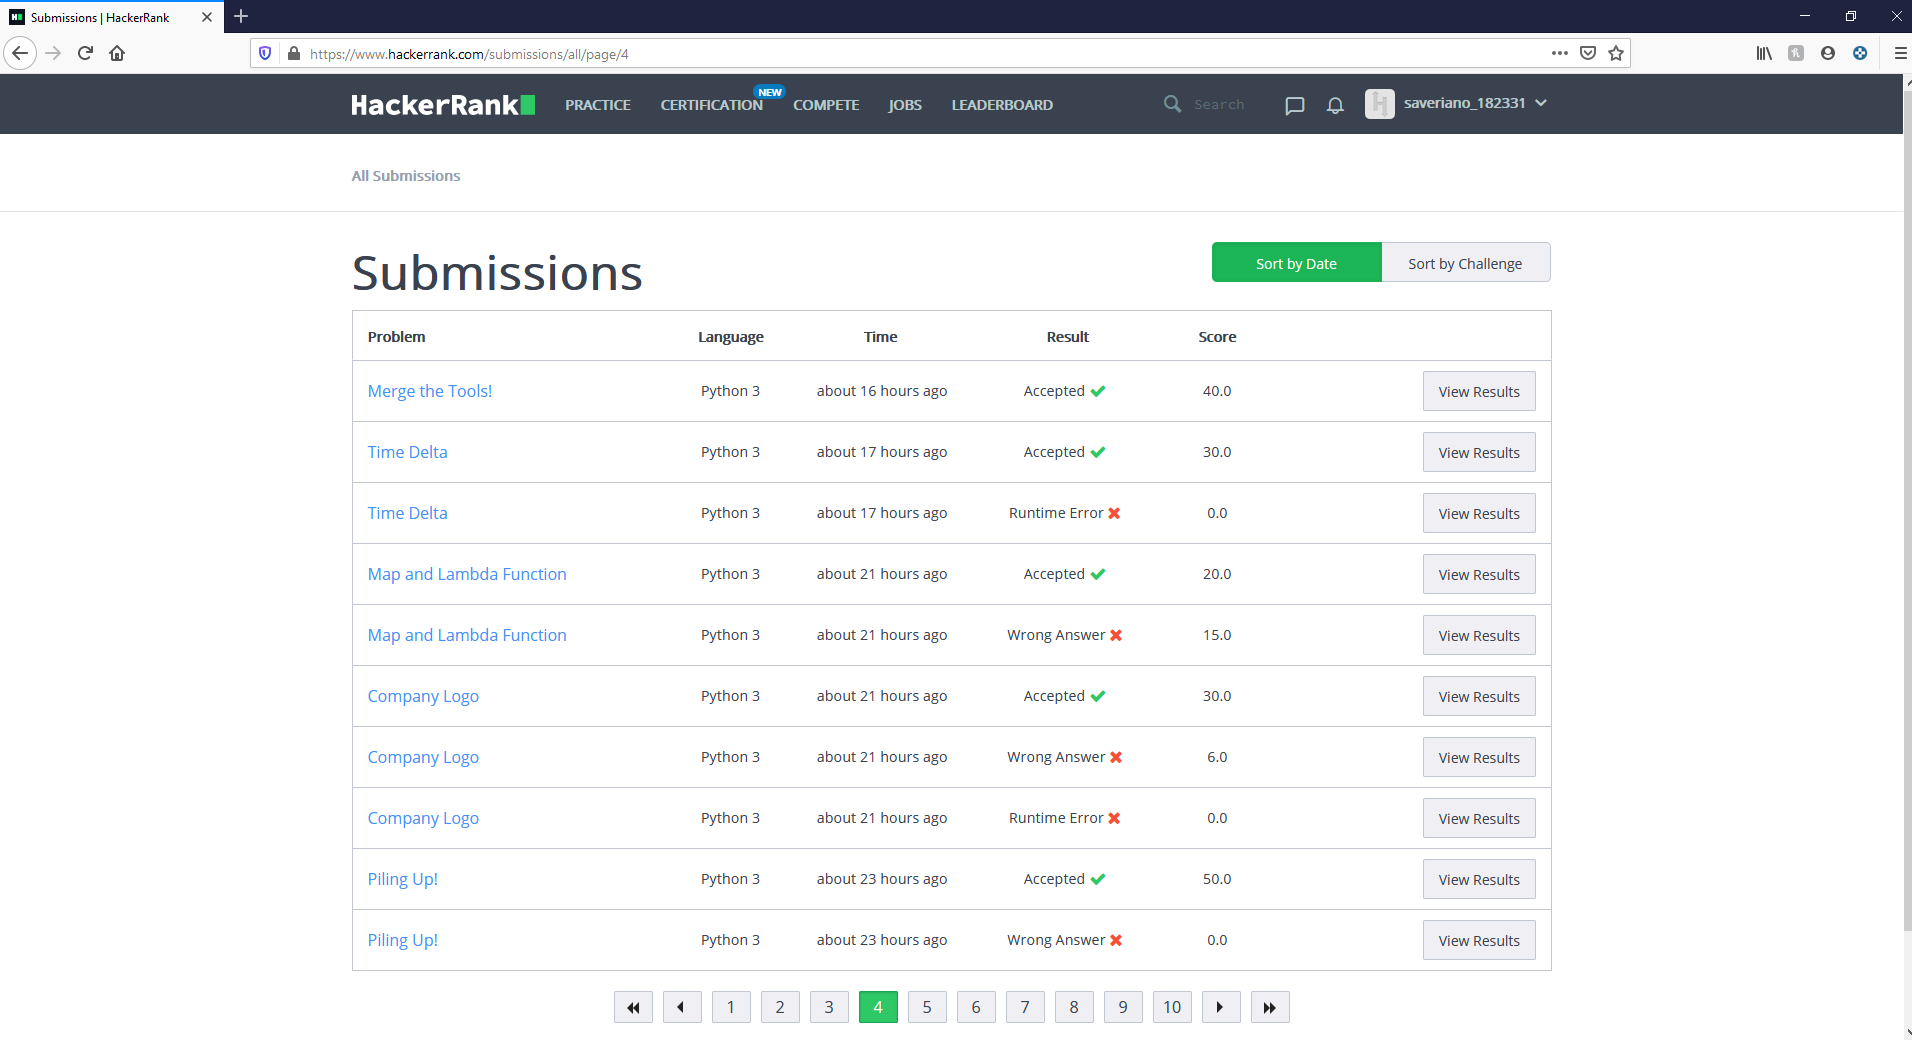 Submissions | HackerRank
https://www.hackerrank.com/submissions/all/page/4
HackerRank PRACTICE CERTIFICATION NEW COMPETE JOBS LEADERBOARD Search saveriano_182331
All Submissions
Submissions Sort by Date Sort by Challenge
Problem Language Time Result Score
Merge the Tools! Python 3 about 16 hours ago Accepted 40.0 View Results
Time Delta Python 3 about 17 hours ago Accepted 30.0 View Results
Time Delta Python 3 about 17 hours ago Runtime Error 0.0 View Results
Map and Lambda Function Python 3 about 21 hours ago Accepted 20.0 View Results
Map and Lambda Function Python 3 about 21 hours ago Wrong Answer 15.0 View Results
Company Logo Python 3 about 21 hours ago Accepted 30.0 View Results
Company Logo Python 3 about 21 hours ago Wrong Answer 6.0 View Results
Company Logo Python 3 about 21 hours ago Runtime Error 0.0 View Results
Piling Up! Python 3 about 23 hours ago Accepted 50.0 View Results
Piling Up! Python 3 about 23 hours ago Wrong Answer 0.0 View Results
1 2 3 4 5 6 7 8 9 10